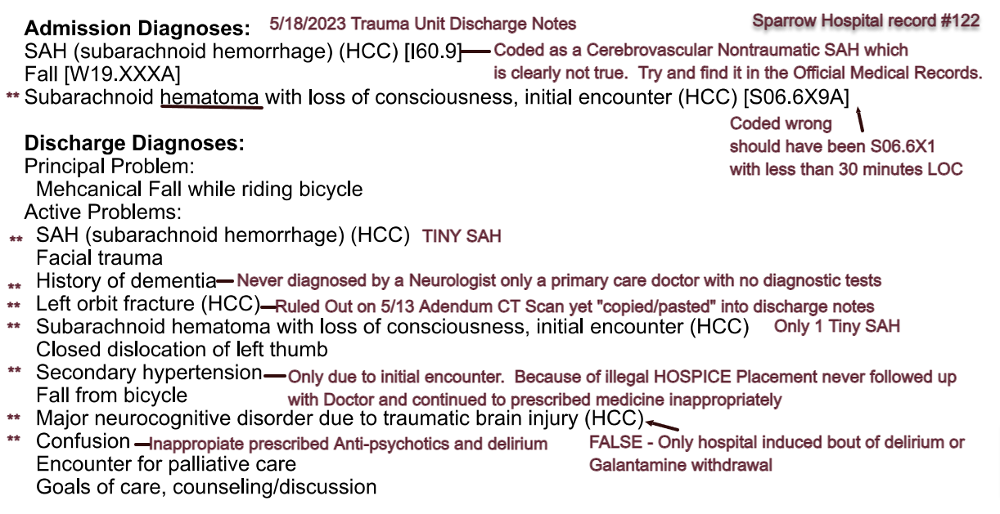 Admission Diagnoses: 5/18/2023 Trauma Unit Discharge Notes Sparrow Hospital record #122
SAH (subarachnoid hemorrhage) (HCC) [I60.9] Coded as a Cerebrovascular Nontraumatic SAH which
Fall [W19.XXXA] is clearly not true. Try and find it in the Official Medical Records.
** Subarachnoid hematoma with loss of consciousness, initial encounter (HCC) [S06.6X9A]
Coded wrong
Discharge Diagnoses: should have been S06.6X1
Principal Problem: with less than 30 minutes LOC
Mehcanical Fall while riding bicycle
Active Problems:
** SAH (subarachnoid hemorrhage) (HCC) TINY SAH
Facial trauma
** History of dementia Never diagnosed by a Neurologist only a primary care doctor with no diagnostic tests
** Left orbit fracture (HCC) Ruled Out on 5/13 Adendum CT Scan yet "copied/pasted" into discharge notes
** Subarachnoid hematoma with loss of consciousness, initial encounter (HCC) Only 1 Tiny SAH
Closed dislocation of left thumb
** Secondary hypertension Only due to initial encounter. Because of illegal HOSPICE Placement never followed up
Fall from bicycle with Doctor and continued to prescribed medicine inappropriately
** Major neurocognitive disorder due to traumatic brain injury (HCC)
** Confusion Inappropiate prescribed Anti-psychotics and delirium FALSE - Only hospital induced bout of delirium or
Encounter for palliative care Galantamine withdrawal
Goals of care, counseling/discussion